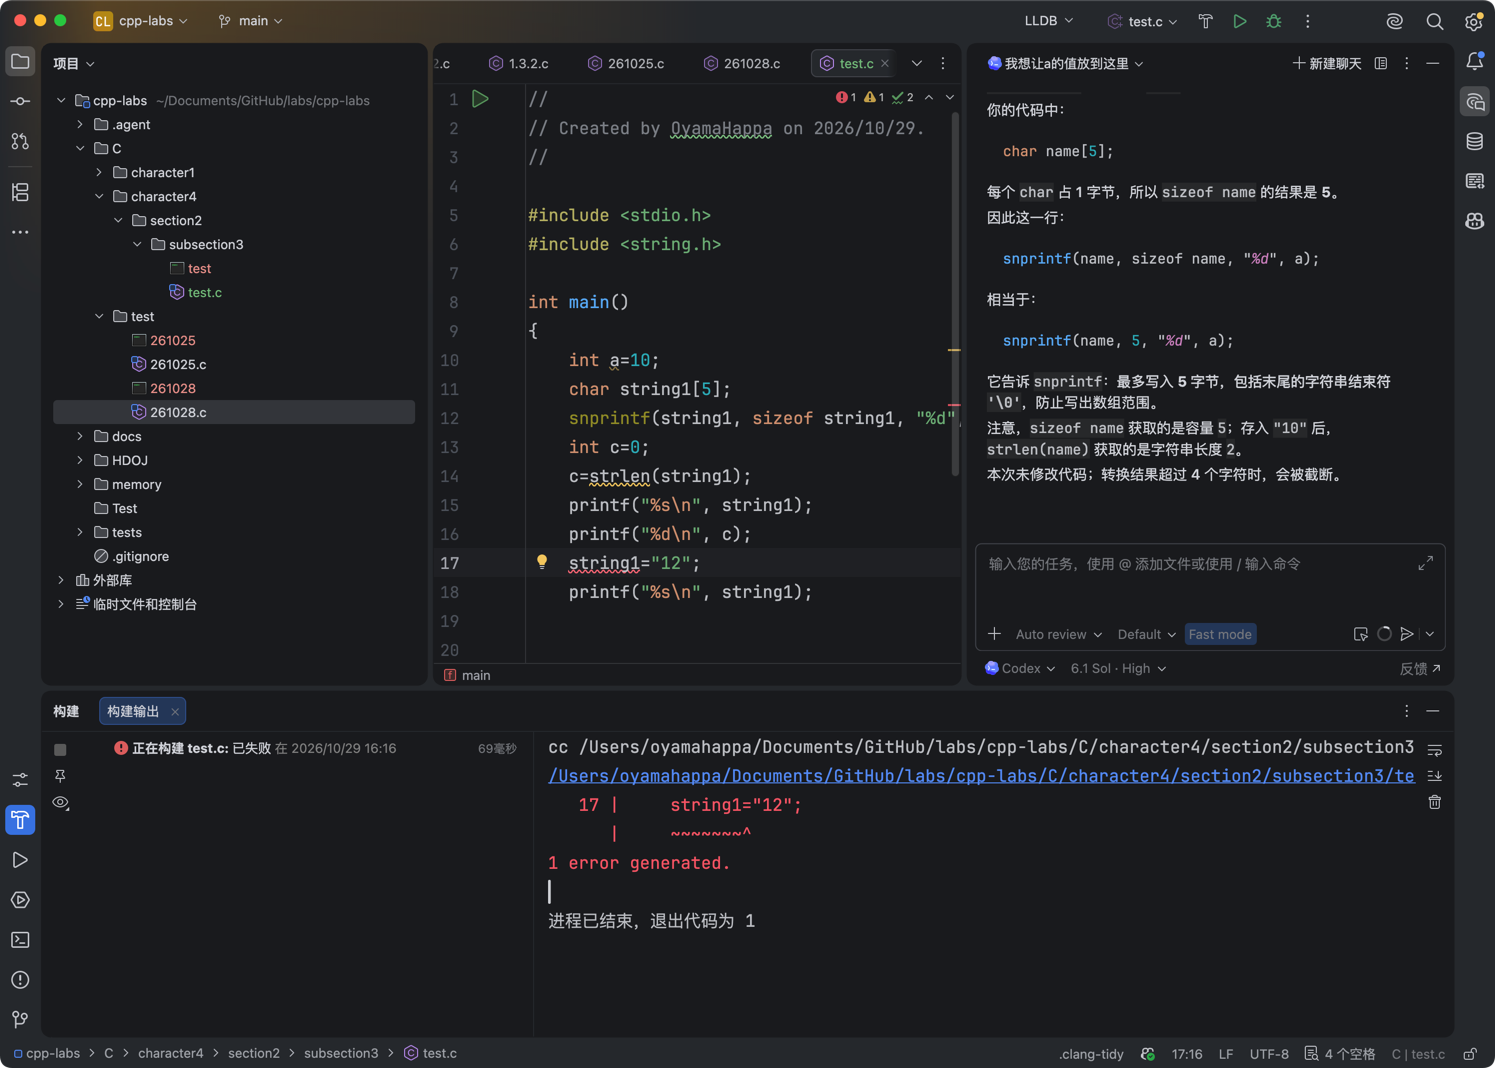 CL cpp-labs
main
LLDB
test.c
项目
cpp-labs ~/Documents/GitHub/labs/cpp-labs
.agent
C
character1
character4
section2
subsection3
test
test.c
test
261025
261025.c
261028
261028.c
docs
HDOJ
memory
Test
tests
.gitignore
外部库
临时文件和控制台
2.c
1.3.2.c
261025.c
261028.c
test.c
1 1 2
1 //
2 // Created by OyamaHappa on 2026/10/29.
3 //
4
5 #include <stdio.h>
6 #include <string.h>
7
8 int main()
9 {
10 int a=10;
11 char string1[5];
12 snprintf(string1, sizeof string1, "%d",
13 int c=0;
14 c=strlen(string1);
15 printf("%s\n", string1);
16 printf("%d\n", c);
17 string1="12";
18 printf("%s\n", string1);
19
20
main
我想让a的值放到这里
新建聊天
你的代码中：
char name[5];
每个 char 占 1 字节，所以 sizeof name 的结果是 5。
因此这一行：
snprintf(name, sizeof name, "%d", a);
相当于：
snprintf(name, 5, "%d", a);
它告诉 snprintf：最多写入 5 字节，包括末尾的字符串结束符
'\0'，防止写出数组范围。
注意，sizeof name 获取的是容量 5；存入 "10" 后，
strlen(name) 获取的是字符串长度 2。
本次未修改代码；转换结果超过 4 个字符时，会被截断。
输入您的任务，使用 @ 添加文件或使用 / 输入命令
Auto review
Default
Fast mode
Codex
6.1 Sol · High
反馈
构建
构建输出
正在构建 test.c: 已失败 在 2026/10/29 16:16 69毫秒
cc /Users/oyamahappa/Documents/GitHub/labs/cpp-labs/C/character4/section2/subsection3
/Users/oyamahappa/Documents/GitHub/labs/cpp-labs/C/character4/section2/subsection3/te
17 | string1="12";
| ~~~~~~~^
1 error generated.
进程已结束，退出代码为 1
cpp-labs > C > character4 > section2 > subsection3 > test.c
.clang-tidy
17:16
LF
UTF-8
4 个空格
C | test.c